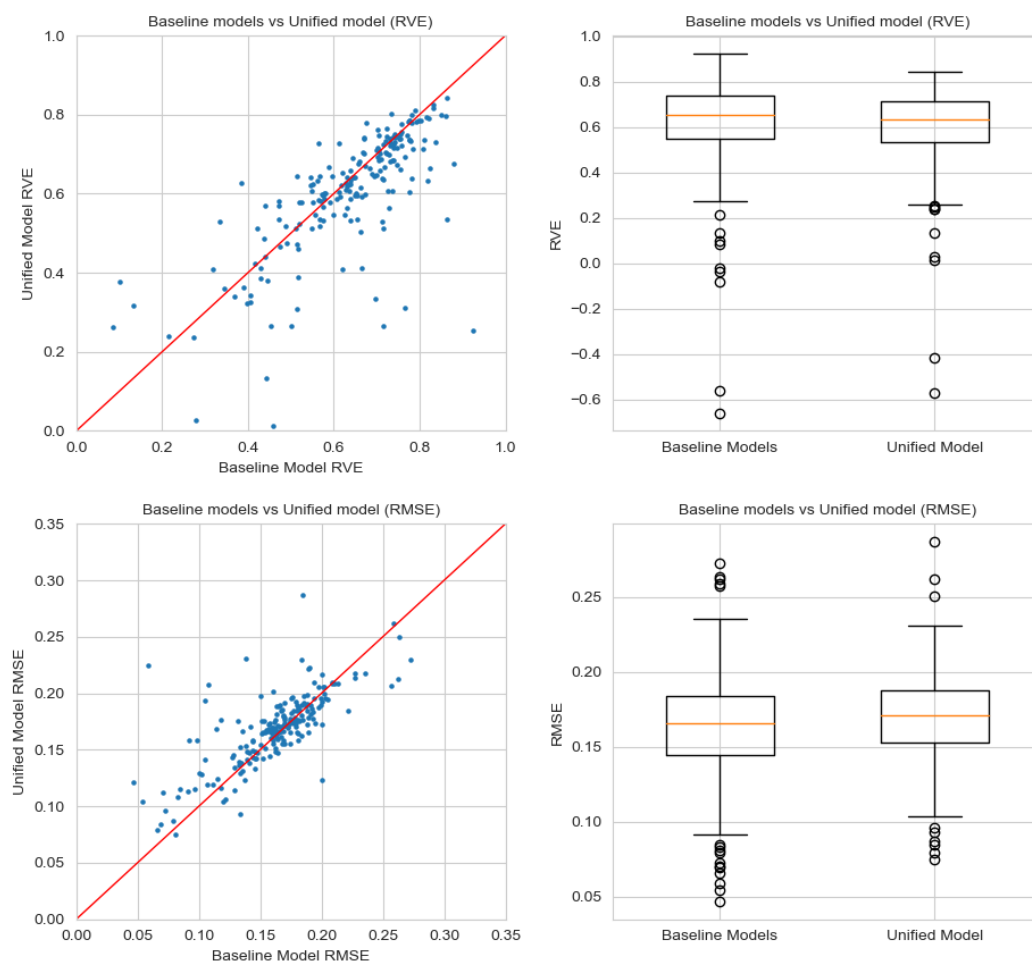 Baseline models vs Unified model (RVE)
1.0
0.8
0.6
0.4
0.2
0.0
Unified Model RVE
0.0 0.2 0.4 0.6 0.8 1.0
Baseline Model RVE
Baseline models vs Unified model (RVE)
1.0
0.8
0.6
0.4
0.2
0.0
−0.2
−0.4
−0.6
RVE
Baseline Models Unified Model
Baseline models vs Unified model (RMSE)
0.35
0.30
0.25
0.20
0.15
0.10
0.05
0.00
Unified Model RMSE
0.00 0.05 0.10 0.15 0.20 0.25 0.30 0.35
Baseline Model RMSE
Baseline models vs Unified model (RMSE)
0.25
0.20
0.15
0.10
0.05
RMSE
Baseline Models Unified Model